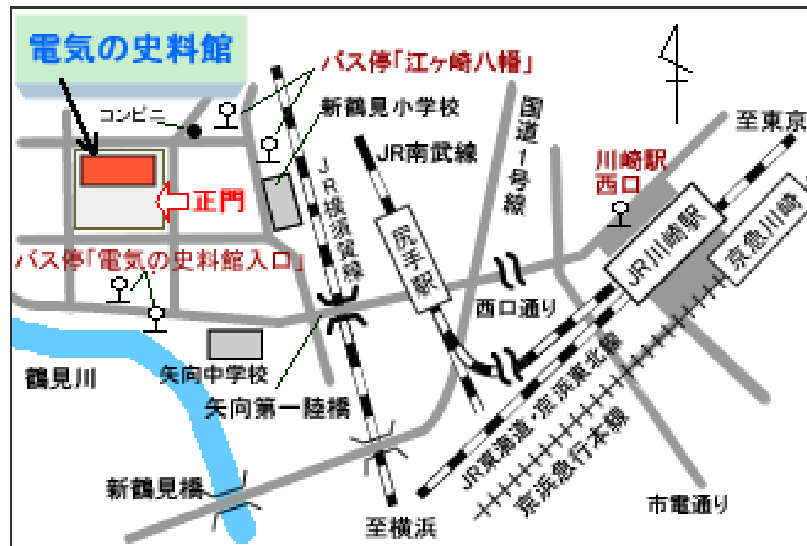 電気の史料館
バス停「江ヶ崎八幡」
コンビニ
新鶴見小学校
国道1号線
至東京
JR南武線
川崎駅
西口
正門
JR横須賀線
尻手駅
JR川崎駅
京急川崎
バス停「電気の史料館入口」
西口通り
鶴見川
矢向中学校
矢向第一陸橋
JR東海道・京浜東北線
京浜急行本線
新鶴見橋
市電通り
至横浜